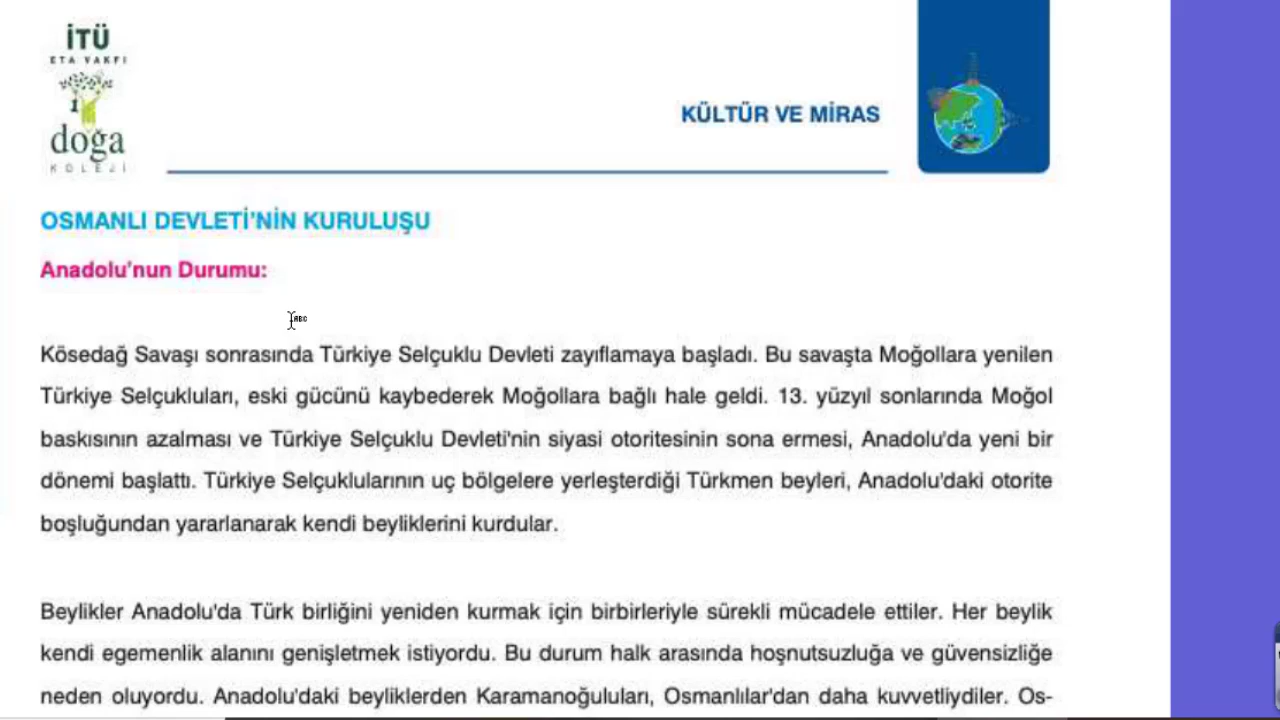 İTÜ
ETA VAKFI
doğa
KOLEJİ
KÜLTÜR VE MİRAS
OSMANLI DEVLETİ'NİN KURULUŞU
Anadolu'nun Durumu:
ABC
Kösedağ Savaşı sonrasında Türkiye Selçuklu Devleti zayıflamaya başladı. Bu savaşta Moğollara yenilen
Türkiye Selçukluları, eski gücünü kaybederek Moğollara bağlı hale geldi. 13. yüzyıl sonlarında Moğol
baskısının azalması ve Türkiye Selçuklu Devleti'nin siyasi otoritesinin sona ermesi, Anadolu'da yeni bir
dönemi başlattı. Türkiye Selçuklularının uç bölgelere yerleşterdiği Türkmen beyleri, Anadolu'daki otorite
boşluğundan yararlanarak kendi beyliklerini kurdular.
Beylikler Anadolu'da Türk birliğini yeniden kurmak için birbirleriyle sürekli mücadele ettiler. Her beylik
kendi egemenlik alanını genişletmek istiyordu. Bu durum halk arasında hoşnutsuzluğa ve güvensizliğe
neden oluyordu. Anadolu'daki beyliklerden Karamanoğuluları, Osmanlılar'dan daha kuvvetliydiler. Os-